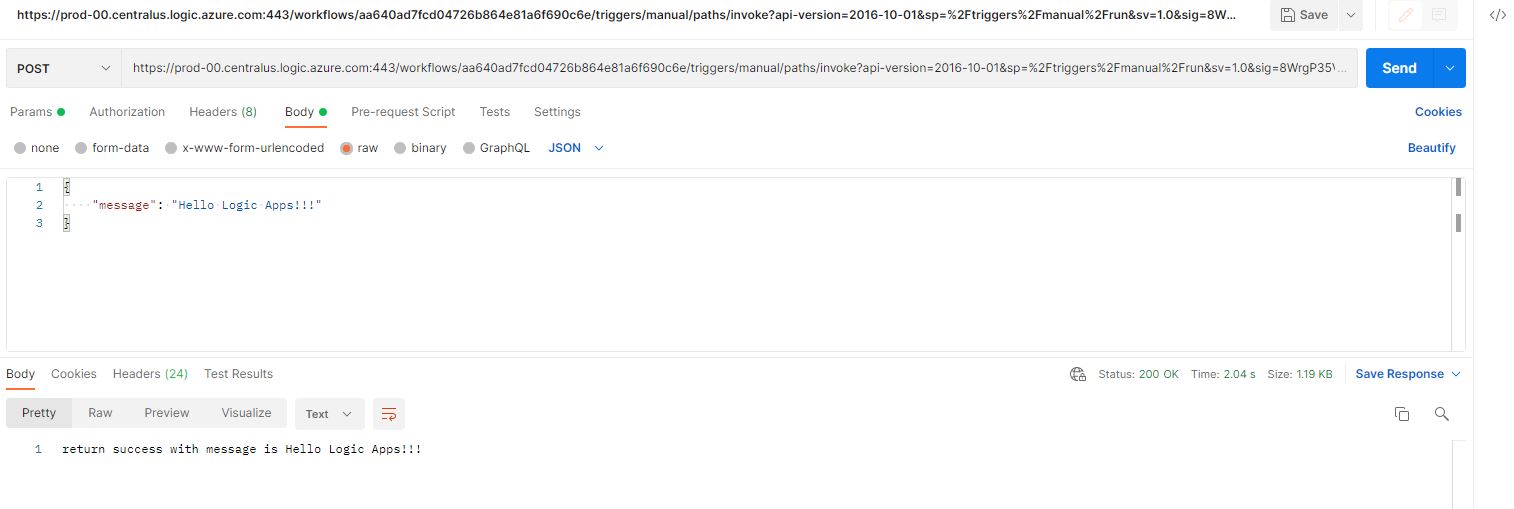 https://prod-00.centralus.logic.azure.com:443/workflows/aa640ad7fcd04726b864e81a6f690c6e/triggers/manual/paths/invoke?api-version=2016-10-01&sp=%2Ftriggers%2Fmanual%2Frun&sv=1.0&sig=8W... Save
POST https://prod-00.centralus.logic.azure.com:443/workflows/aa640ad7fcd04726b864e81a6f690c6e/triggers/manual/paths/invoke?api-version=2016-10-01&sp=%2Ftriggers%2Fmanual%2Frun&sv=1.0&sig=8WrgP35... Send
Params Authorization Headers (8) Body Pre-request Script Tests Settings Cookies
none form-data x-www-form-urlencoded raw binary GraphQL JSON Beautify
1 {
2 "message": "Hello Logic Apps!!!"
3 }
Body Cookies Headers (24) Test Results Status: 200 OK Time: 2.04 s Size: 1.19 KB Save Response
Pretty Raw Preview Visualize Text
1 return success with message is Hello Logic Apps!!!